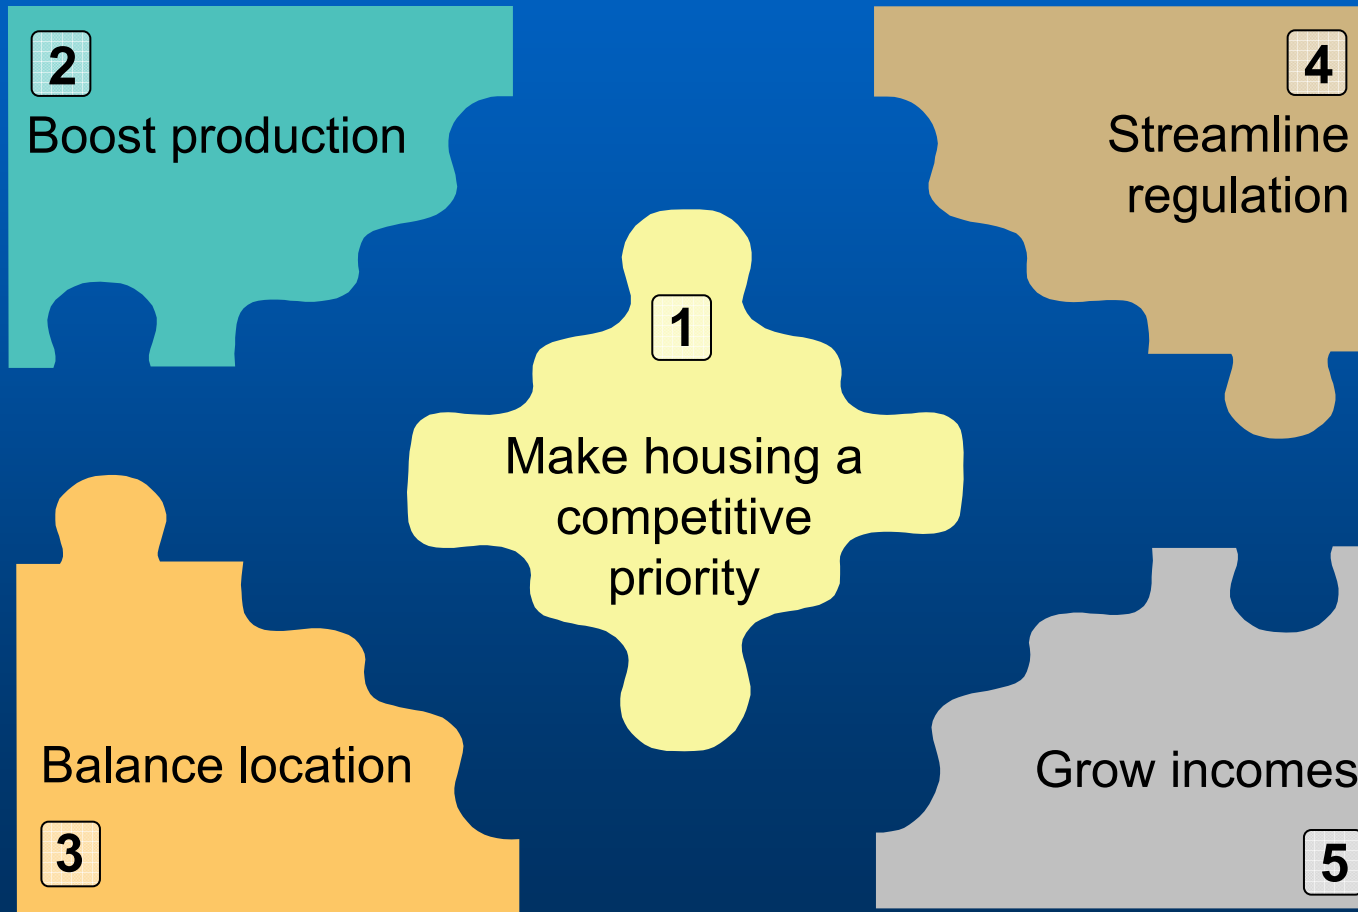 2
Boost production
4
Streamline
regulation
1
Make housing a
competitive
priority
Balance location
3
Grow incomes
5